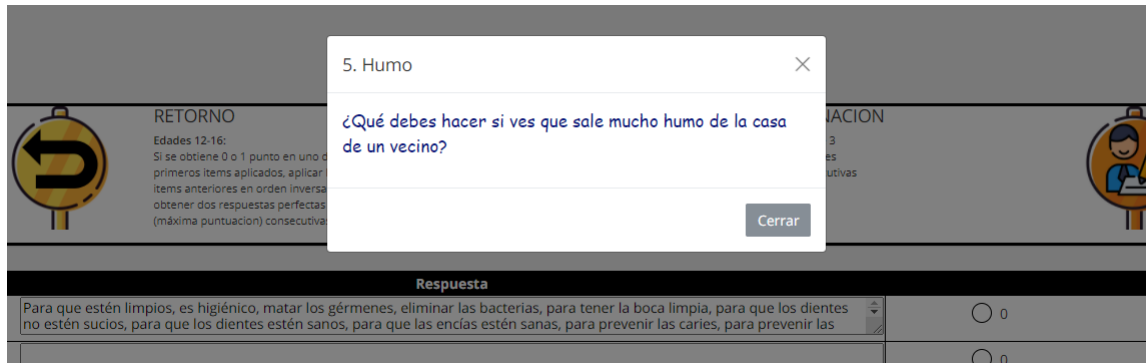 5. Humo
¿Qué debes hacer si ves que sale mucho humo de la casa
de un vecino?
Cerrar
RETORNO
Edades 12-16:
Si se obtiene 0 o 1 punto en uno d
primeros items aplicados, aplicar
items anteriores en orden inversa
obtener dos respuestas perfectas
(máxima puntuacion) consecutiva
NACION
3
es
utivas
Respuesta
Para que estén limpios, es higiénico, matar los gérmenes, eliminar las bacterias, para tener la boca limpia, para que los dientes
no estén sucios, para que los dientes estén sanos, para que las encías estén sanas, para prevenir las caries, para prevenir las
0
0